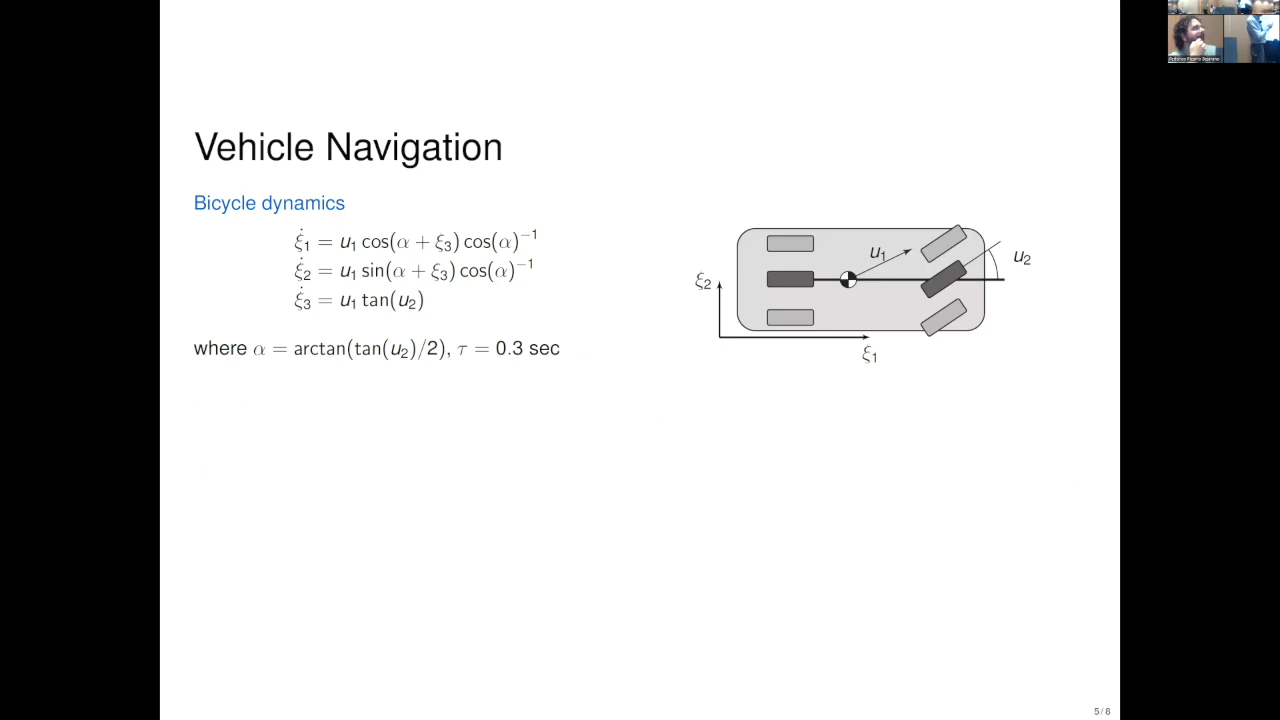 Vehicle Navigation
Bicycle dynamics
ξ̇₁ = u₁ cos(α + ξ₃) cos(α)⁻¹
ξ̇₂ = u₁ sin(α + ξ₃) cos(α)⁻¹
ξ̇₃ = u₁ tan(u₂)
where α = arctan(tan(u₂)/2), τ = 0.3 sec
u₁
u₂
ξ₂
ξ₁
5 / 8